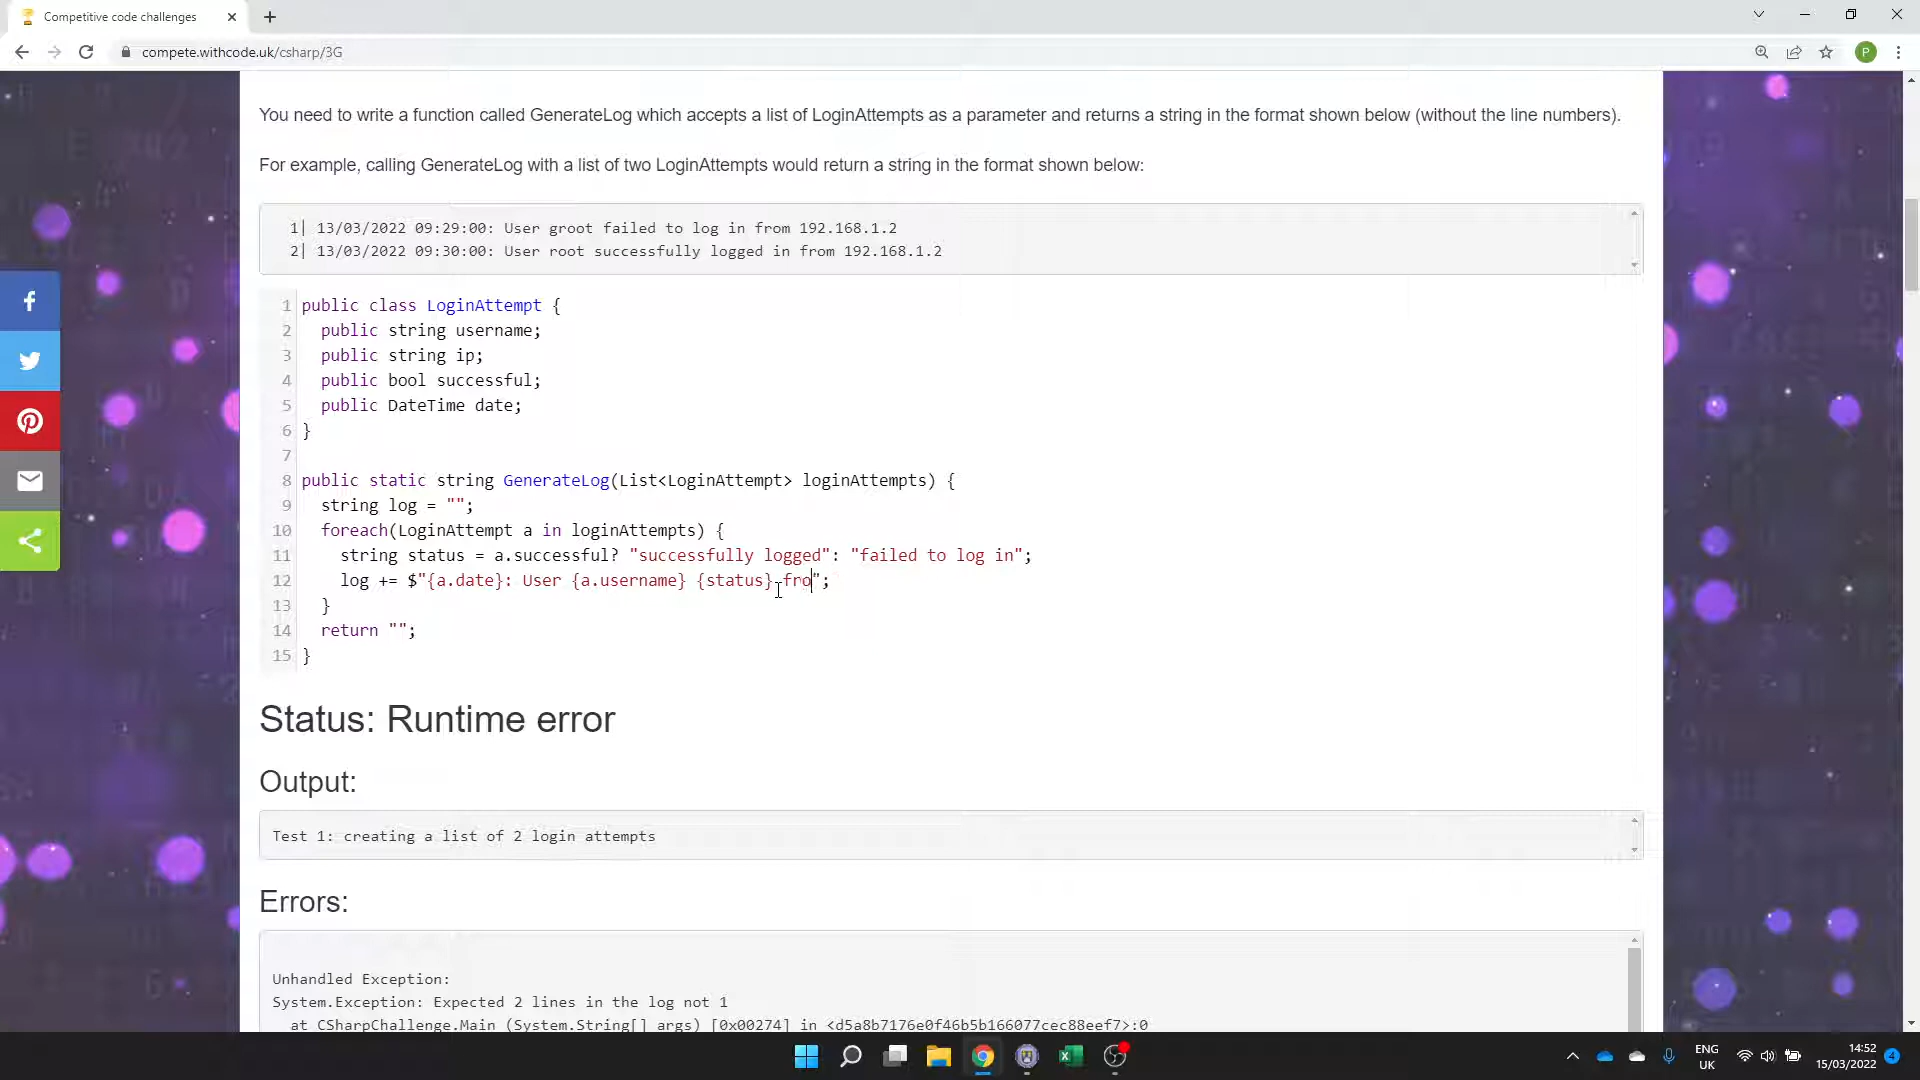 Competitive code challenges
compete.withcode.uk/csharp/3G
P
You need to write a function called GenerateLog which accepts a list of LoginAttempts as a parameter and returns a string in the format shown below (without the line numbers).
For example, calling GenerateLog with a list of two LoginAttempts would return a string in the format shown below:
1| 13/03/2022 09:29:00: User groot failed to log in from 192.168.1.2
2| 13/03/2022 09:30:00: User root successfully logged in from 192.168.1.2
1 public class LoginAttempt {
2 public string username;
3 public string ip;
4 public bool successful;
5 public DateTime date;
6 }
7
8 public static string GenerateLog(List<LoginAttempt> loginAttempts) {
9 string log = "";
10 foreach(LoginAttempt a in loginAttempts) {
11 string status = a.successful? "successfully logged": "failed to log in";
12 log += $"{a.date}: User {a.username} {status} fro";
13 }
14 return "";
15 }
Status: Runtime error
Output:
Test 1: creating a list of 2 login attempts
Errors:
Unhandled Exception:
System.Exception: Expected 2 lines in the log not 1
at CSharpChallenge.Main (System.String[] args) [0x00274] in <d5a8b7176e0f46b5b166077cec88eef7>:0
ENG
UK
14:52
15/03/2022
4